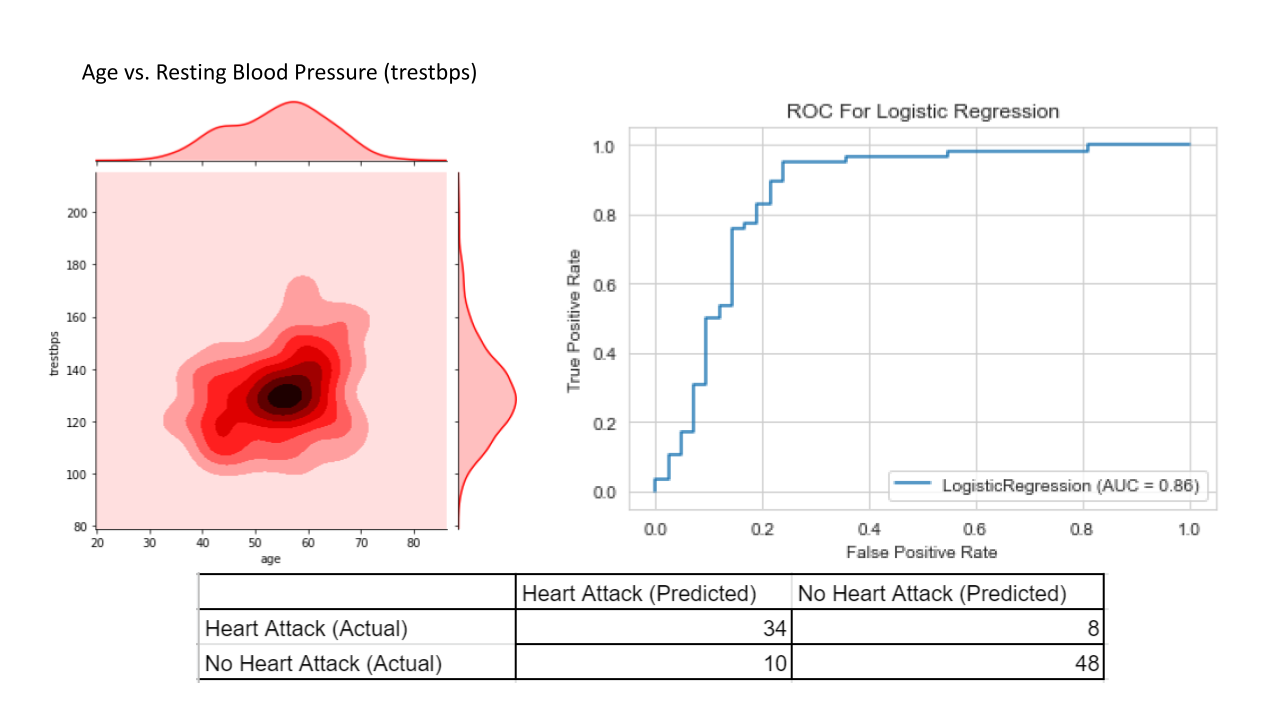 Age vs. Resting Blood Pressure (trestbps)
200
180
160
140
120
100
80
trestbps
20 30 40 50 60 70 80
age
ROC For Logistic Regression
1.0
0.8
0.6
0.4
0.2
0.0
True Positive Rate
LogisticRegression (AUC = 0.86)
0.0 0.2 0.4 0.6 0.8 1.0
False Positive Rate
Heart Attack (Predicted) No Heart Attack (Predicted)
Heart Attack (Actual) 34 8
No Heart Attack (Actual) 10 48